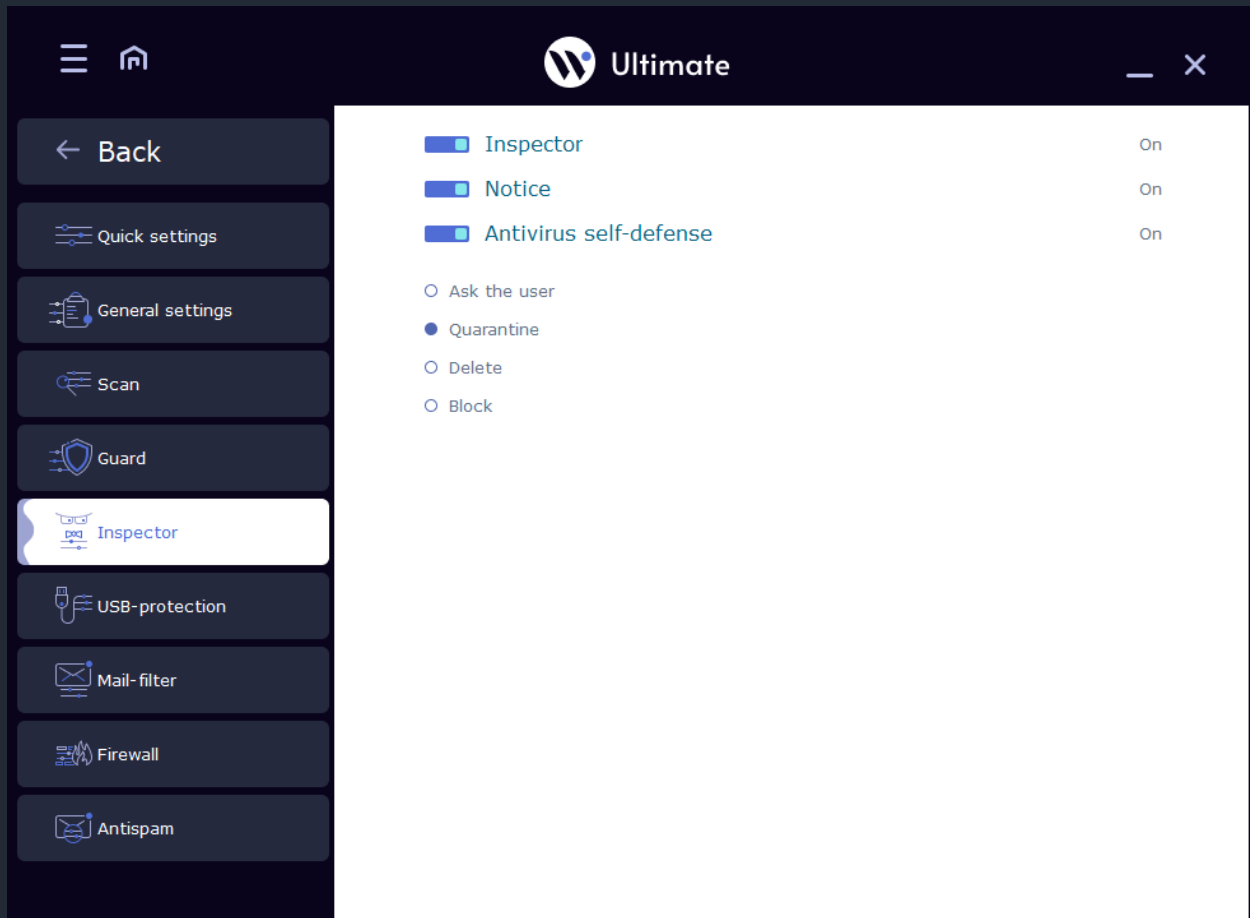 Ultimate
Back
Quick settings
General settings
Scan
Guard
Inspector
USB-protection
Mail-filter
Firewall
Antispam
Inspector On
Notice On
Antivirus self-defense On
Ask the user
Quarantine
Delete
Block